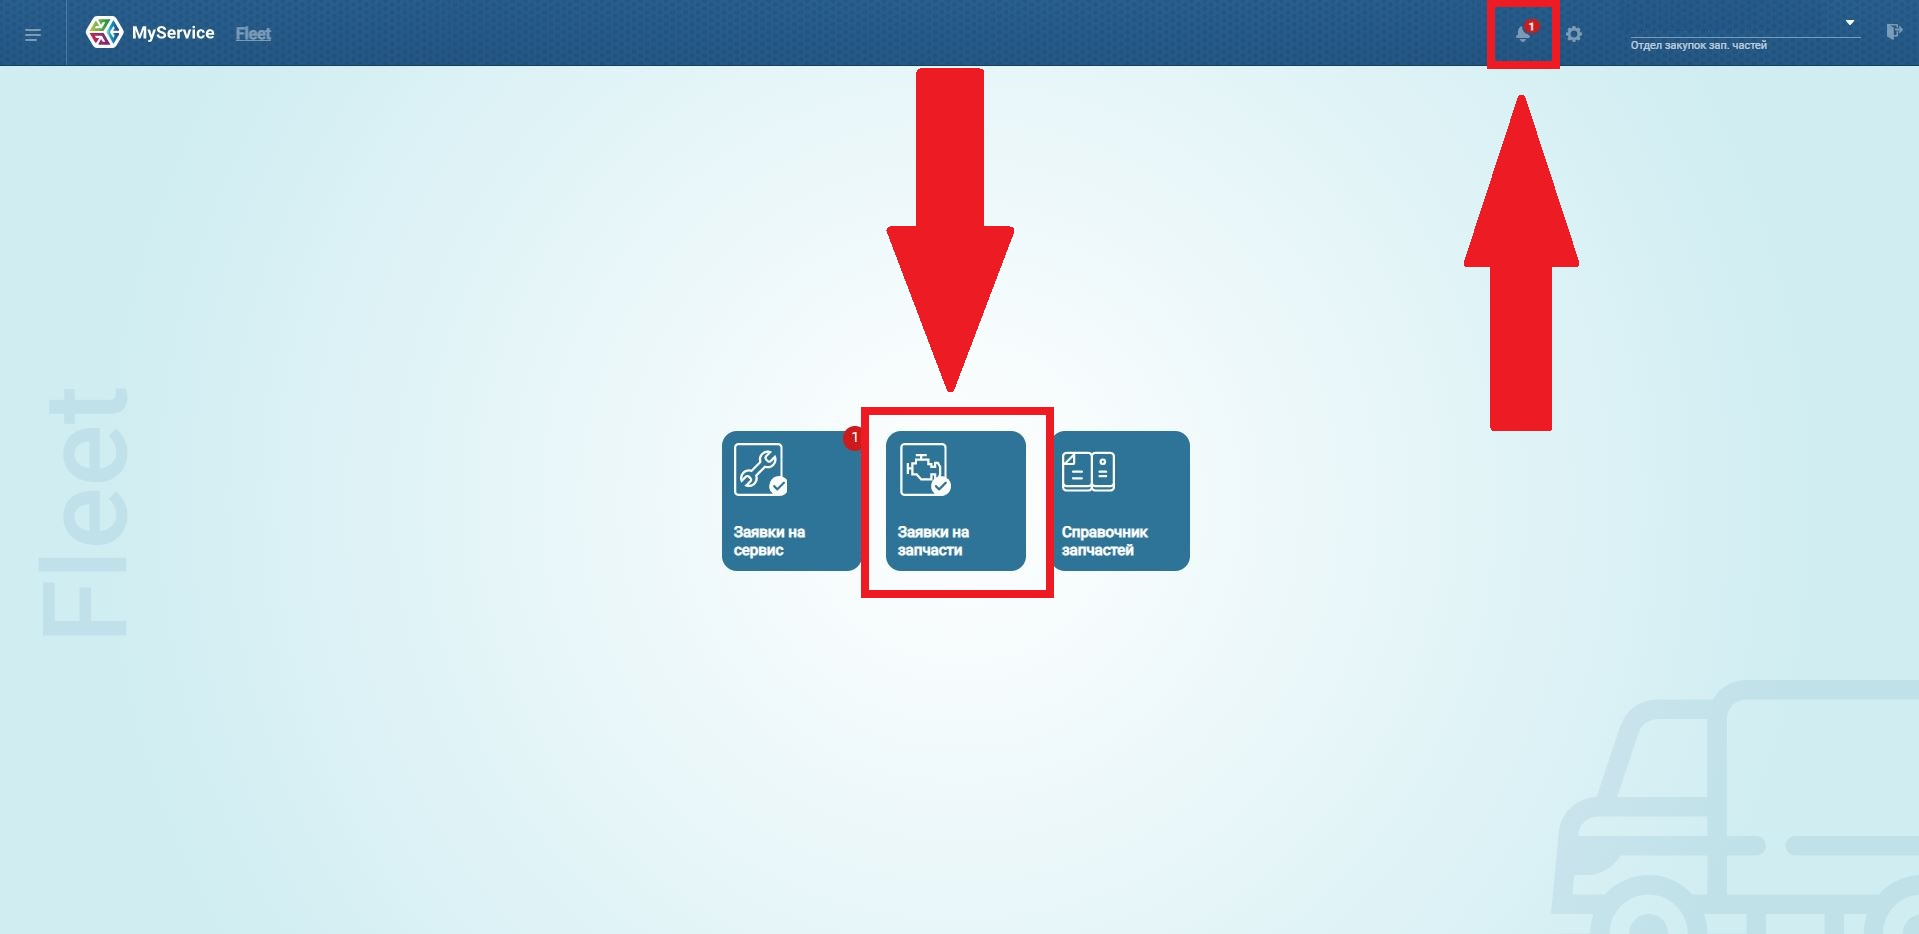 MyService
Fleet
1
Отдел закупок зап. частей
Fleet
1
Заявки на
сервис
Заявки на
запчасти
Справочник
запчастей